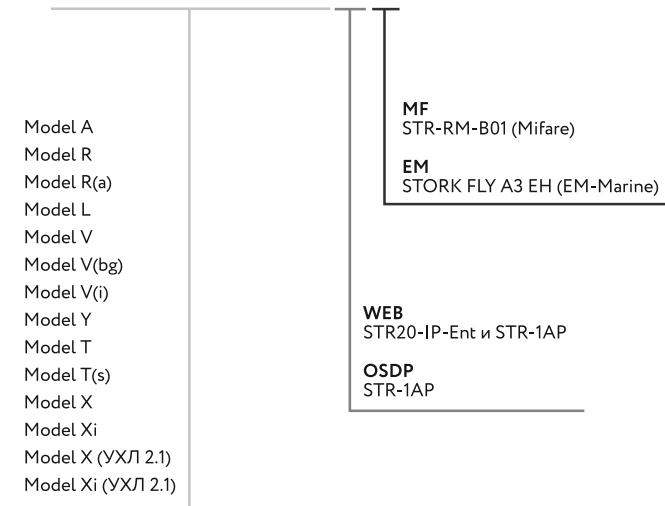 Model A
Model R
Model R(a)
Model L
Model V
Model V(bg)
Model V(i)
Model Y
Model T
Model T(s)
Model X
Model Xi
Model X (УХЛ 2.1)
Model Xi (УХЛ 2.1)
MF
STR-RM-B01 (Mifare)
EM
STORK FLY A3 EH (EM-Marine)
WEB
STR20-IP-Ent и STR-1AP
OSDP
STR-1AP